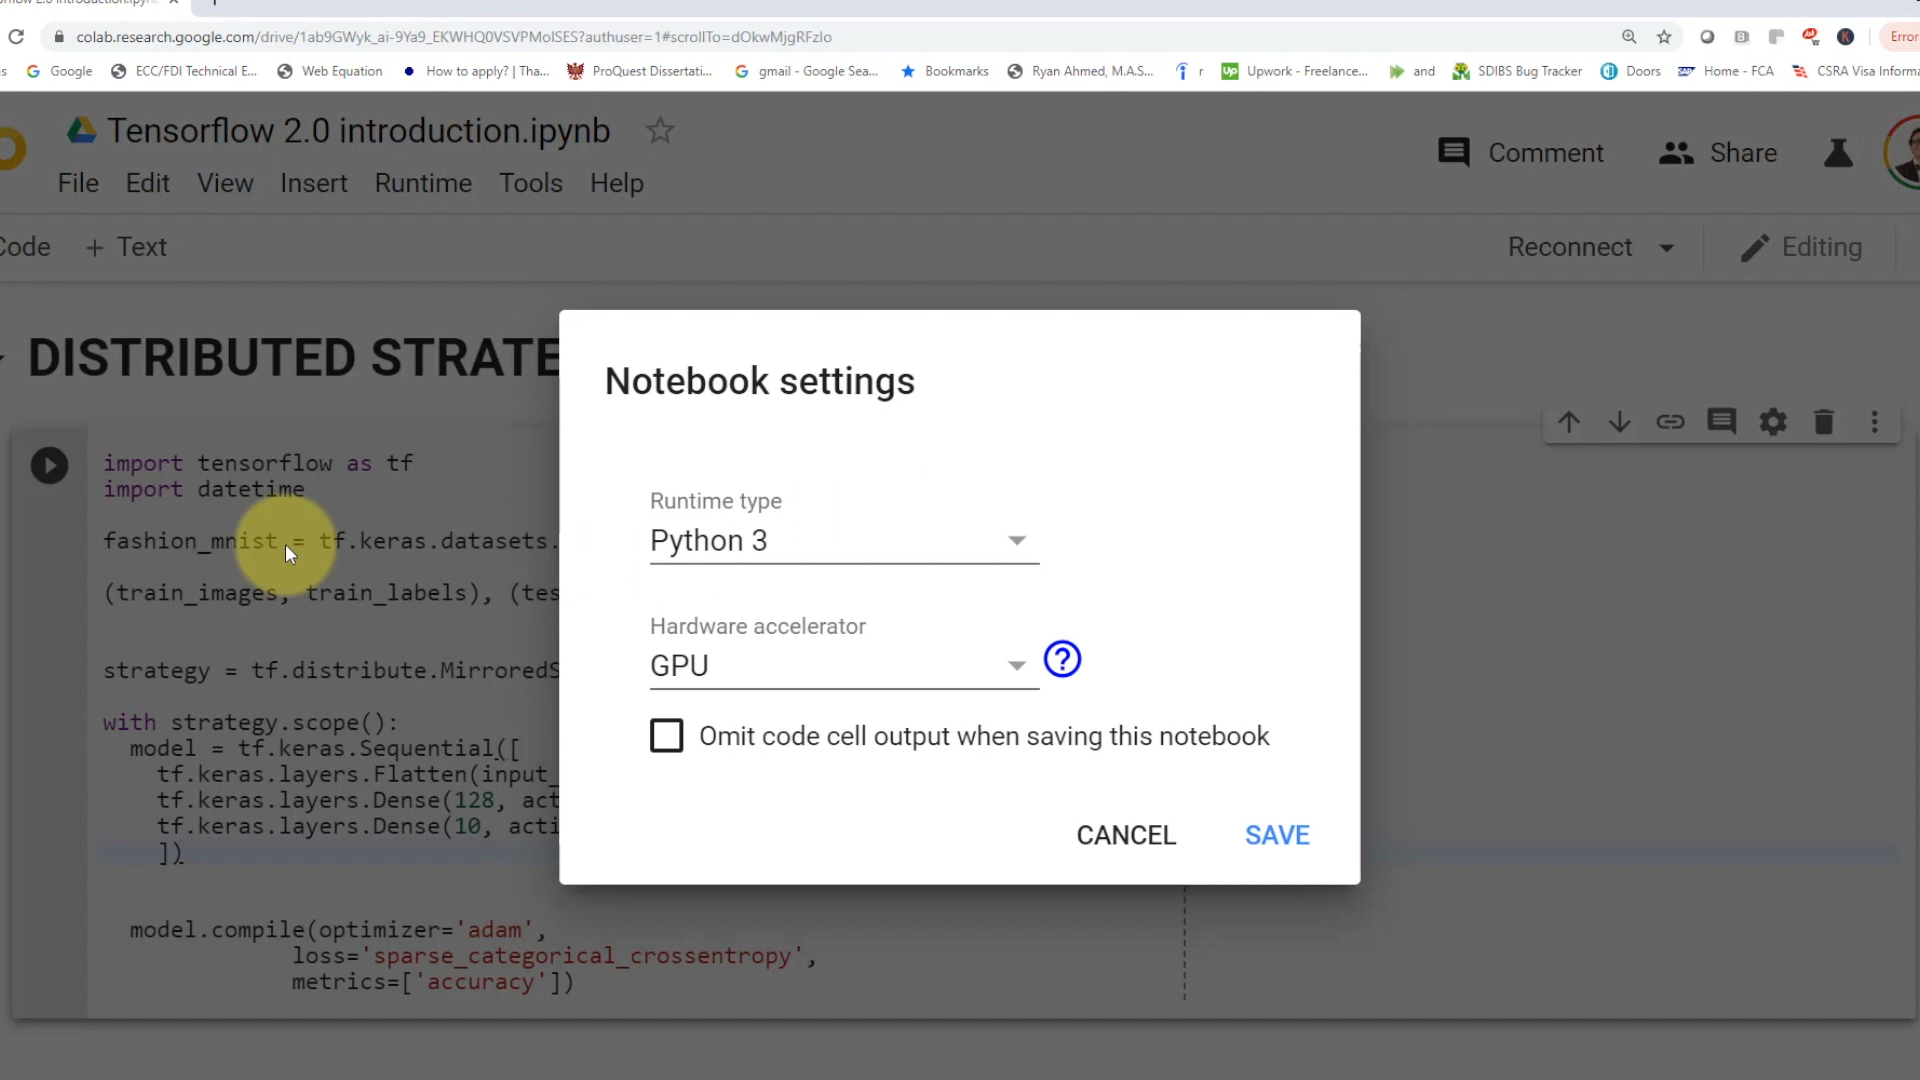 colab.research.google.com/drive/1ab9GWyk_ai-9Ya9_EKWHQ0VSVPMolSES?authuser=1#scrollTo=dOkwMjgRFzIo
Error
Google ECC/FDI Technical E... Web Equation How to apply? | Tha... ProQuest Dissertati... gmail - Google Sea... Bookmarks Ryan Ahmed, M.A.S... r Upwork - Freelance... and SDIBS Bug Tracker Doors Home - FCA CSRA Visa Informa
Tensorflow 2.0 introduction.ipynb
Comment Share
File Edit View Insert Runtime Tools Help
Code + Text
Reconnect Editing
DISTRIBUTED STRATE
Notebook settings
import tensorflow as tf
import datetime
Runtime type
Python 3
fashion_mnist = tf.keras.datasets.
(train_images, train_labels), (tes
Hardware accelerator
GPU
strategy = tf.distribute.MirroredS
with strategy.scope():
Omit code cell output when saving this notebook
model = tf.keras.Sequential([
tf.keras.layers.Flatten(input_
tf.keras.layers.Dense(128, act
tf.keras.layers.Dense(10, acti
])
CANCEL SAVE
model.compile(optimizer='adam',
loss='sparse_categorical_crossentropy',
metrics=['accuracy'])